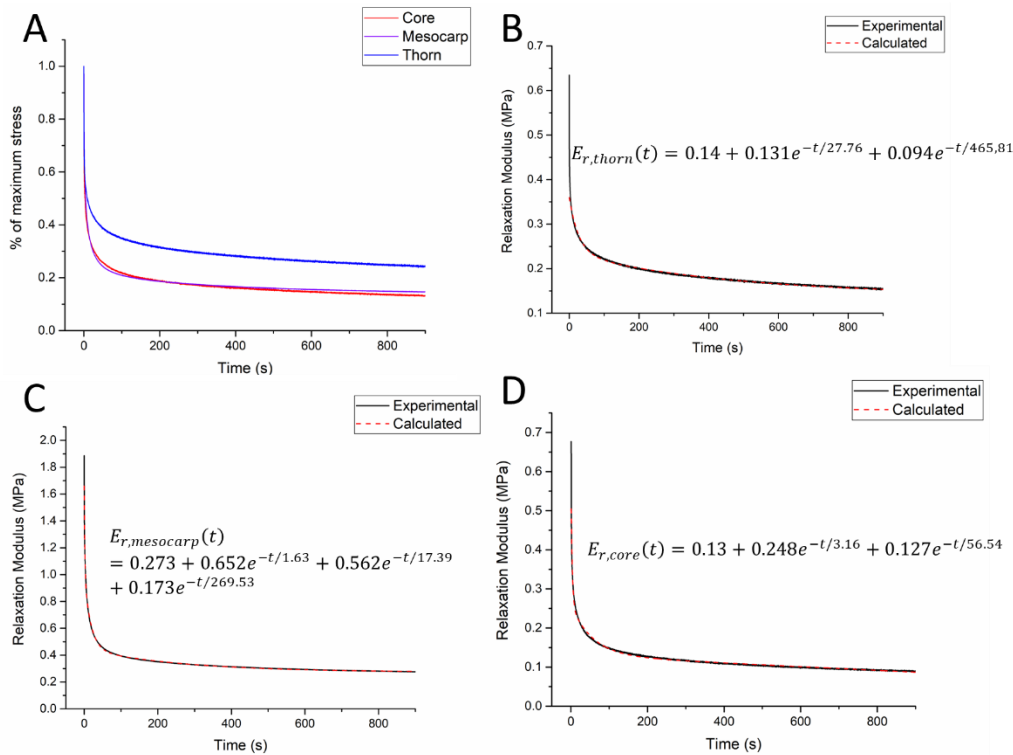 A
Core
Mesocarp
Thorn
% of maximum stress
1.0
0.8
0.6
0.4
0.2
0.0
0 200 400 600 800
Time (s)
B
Experimental
Calculated
Relaxation Modulus (MPa)
0.7
0.6
0.5
0.4
0.3
0.2
0.1
E_{r,thorn}(t) = 0.14 + 0.131e^{-t/27.76} + 0.094e^{-t/465,81}
0 200 400 600 800
Time (s)
C
Experimental
Calculated
Relaxation Modulus (MPa)
2.0
1.8
1.6
1.4
1.2
1.0
0.8
0.6
0.4
0.2
0.0
E_{r,mesocarp}(t)
= 0.273 + 0.652e^{-t/1.63} + 0.562e^{-t/17.39}
+ 0.173e^{-t/269.53}
0 200 400 600 800
Time (s)
D
Experimental
Calculated
Relaxation Modulus (MPa)
0.7
0.6
0.5
0.4
0.3
0.2
0.1
0.0
E_{r,core}(t) = 0.13 + 0.248e^{-t/3.16} + 0.127e^{-t/56.54}
0 200 400 600 800
Time (s)